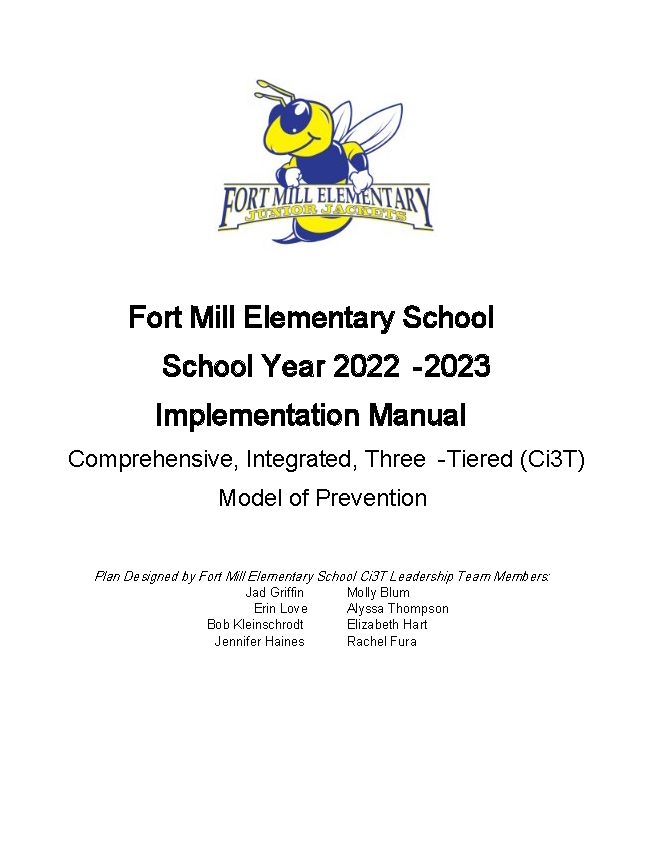 FORT MILL ELEMENTARY
JUNIOR JACKETS
Fort Mill Elementary School
School Year 2022 -2023
Implementation Manual
Comprehensive, Integrated, Three -Tiered (Ci3T)
Model of Prevention
Plan Designed by Fort Mill Elementary School Ci3T Leadership Team Members:
Jad Griffin Molly Blum
Erin Love Alyssa Thompson
Bob Kleinschrodt Elizabeth Hart
Jennifer Haines Rachel Fura